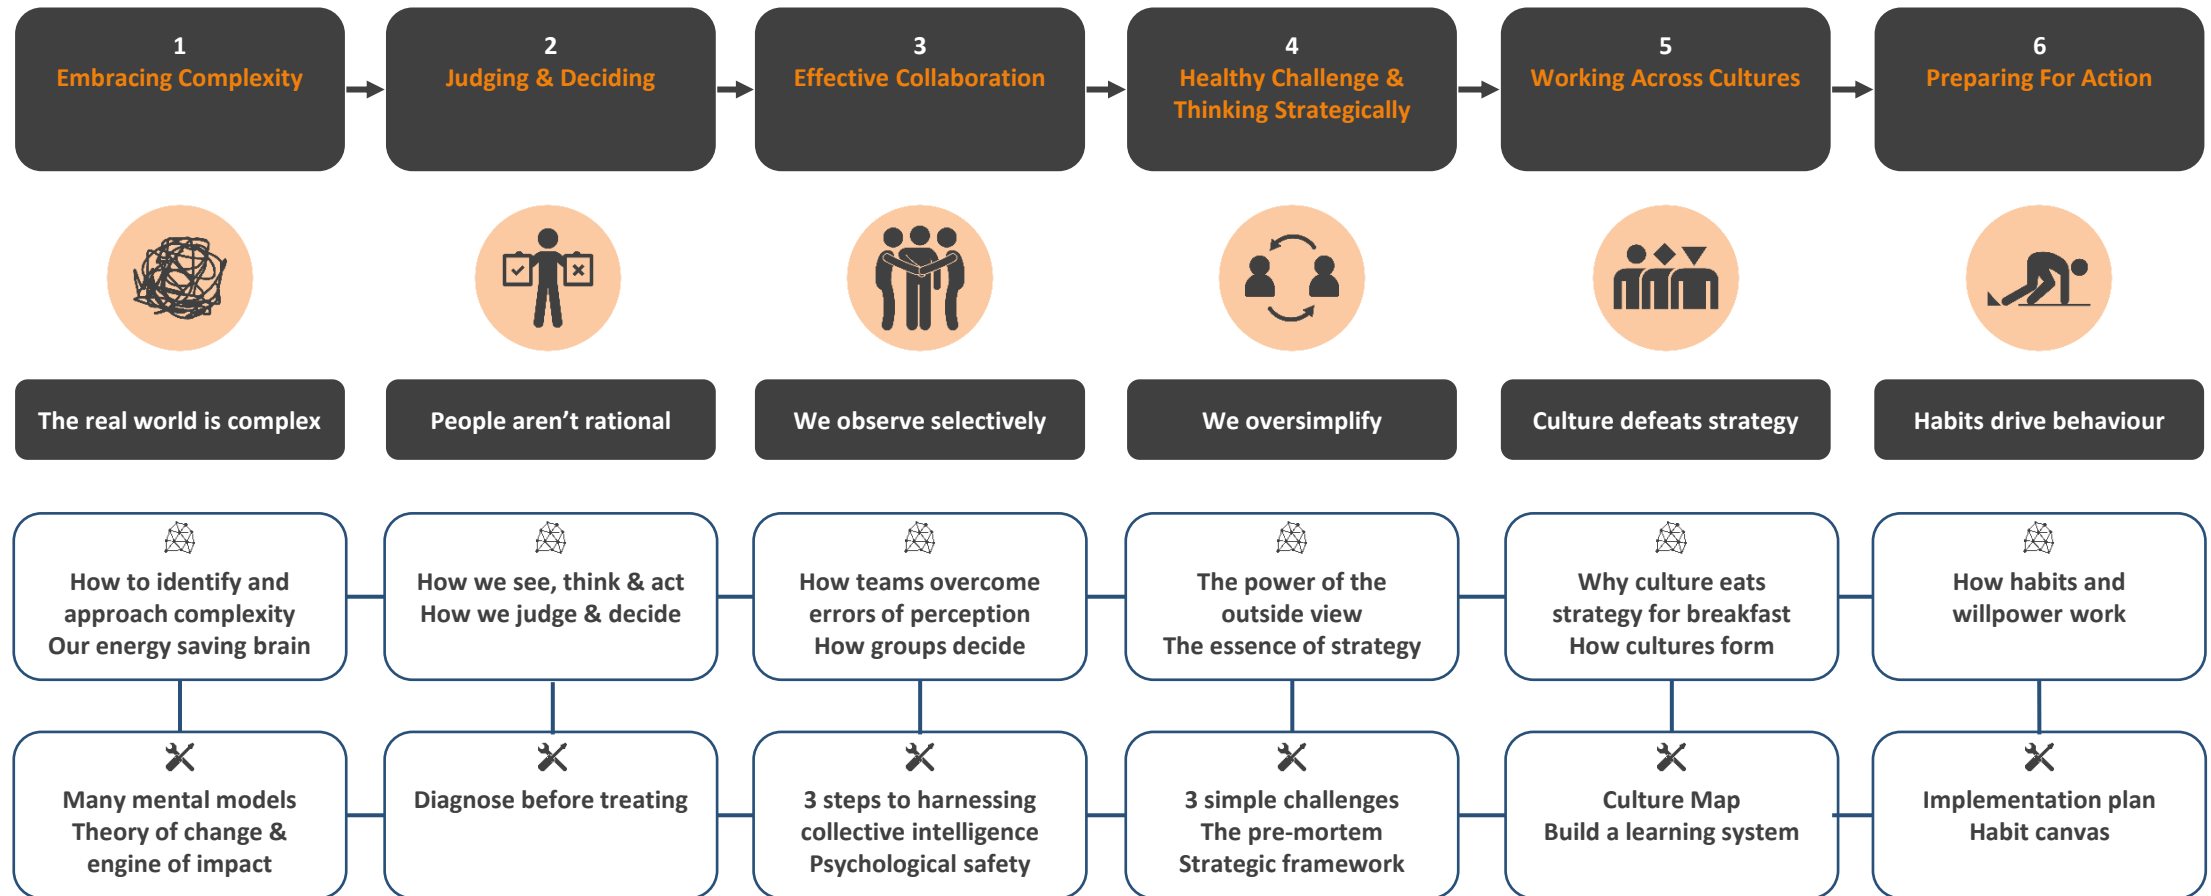 1
Embracing Complexity
2
Judging & Deciding
3
Effective Collaboration
4
Healthy Challenge &
Thinking Strategically
5
Working Across Cultures
6
Preparing For Action
The real world is complex
People aren’t rational
We observe selectively
We oversimplify
Culture defeats strategy
Habits drive behaviour
How to identify and
approach complexity
Our energy saving brain
How we see, think & act
How we judge & decide
How teams overcome
errors of perception
How groups decide
The power of the
outside view
The essence of strategy
Why culture eats
strategy for breakfast
How cultures form
How habits and
willpower work
Many mental models
Theory of change &
engine of impact
Diagnose before treating
3 steps to harnessing
collective intelligence
Psychological safety
3 simple challenges
The pre-mortem
Strategic framework
Culture Map
Build a learning system
Implementation plan
Habit canvas